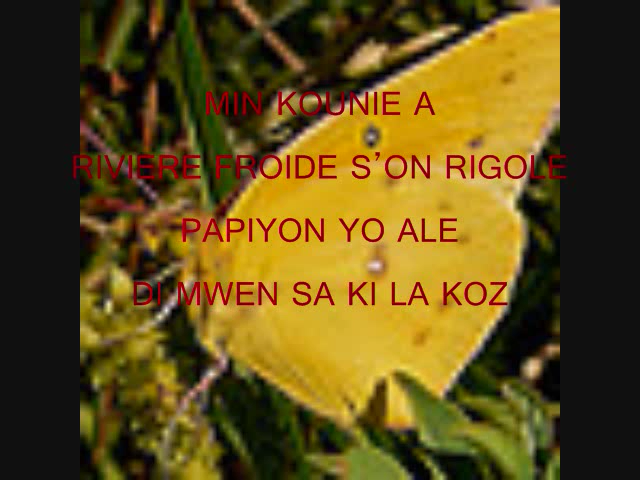 MIN KOUNIE A
RIVIERE FROIDE S'ON RIGOLE
PAPIYON YO ALE
DI MWEN SA KI LA KOZ